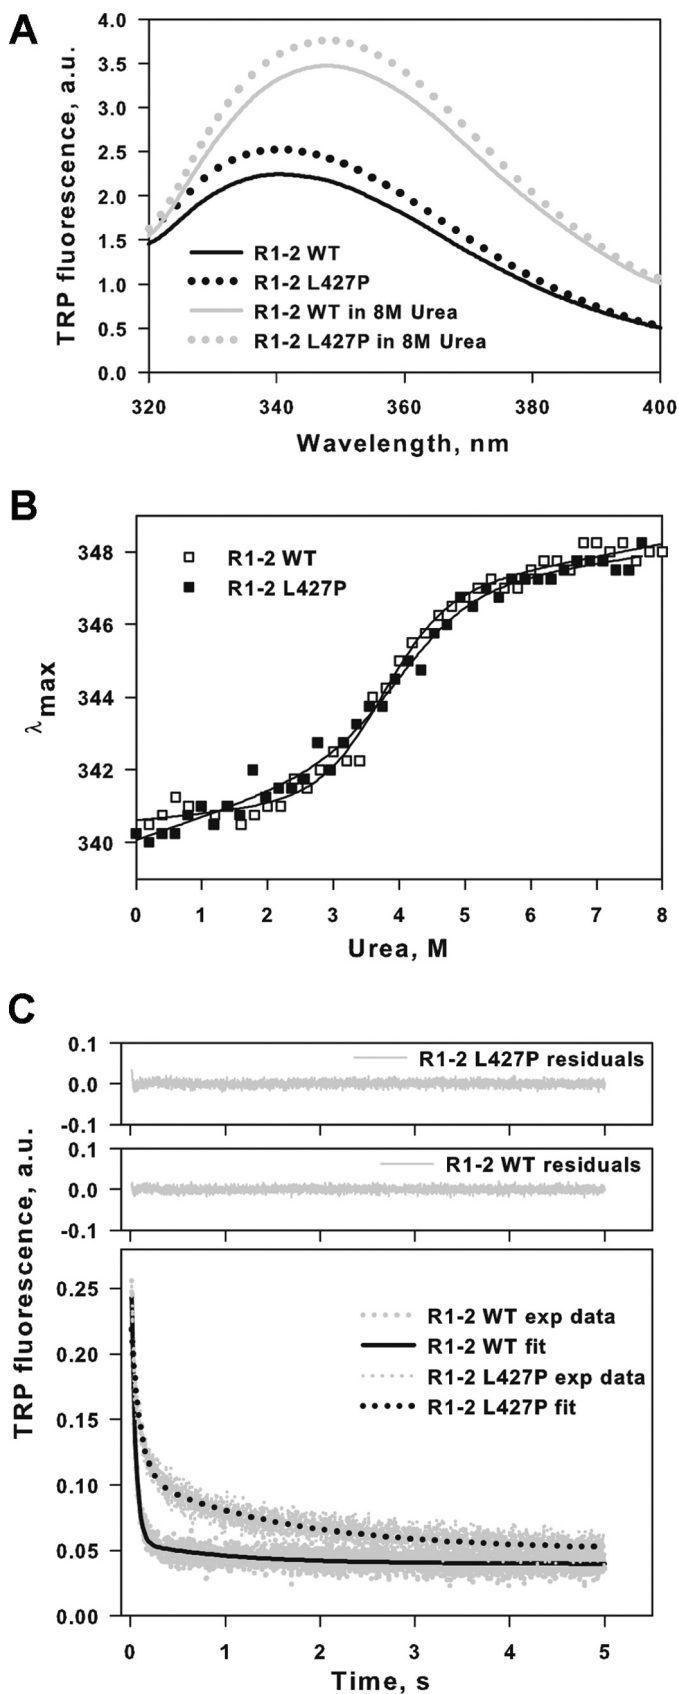 A
TRP fluorescence, a.u.
4.0
3.5
3.0
2.5
2.0
1.5
1.0
0.5
0.0
R1-2 WT
R1-2 L427P
R1-2 WT in 8M Urea
R1-2 L427P in 8M Urea
320 340 360 380 400
Wavelength, nm
B
λmax
348
346
344
342
340
R1-2 WT
R1-2 L427P
0 1 2 3 4 5 6 7 8
Urea, M
C
TRP fluorescence, a.u.
0.1
0.0
-0.1
R1-2 L427P residuals
0.1
0.0
-0.1
R1-2 WT residuals
0.25
0.20
0.15
0.10
0.05
0.00
R1-2 WT exp data
R1-2 WT fit
R1-2 L427P exp data
R1-2 L427P fit
0 1 2 3 4 5
Time, s